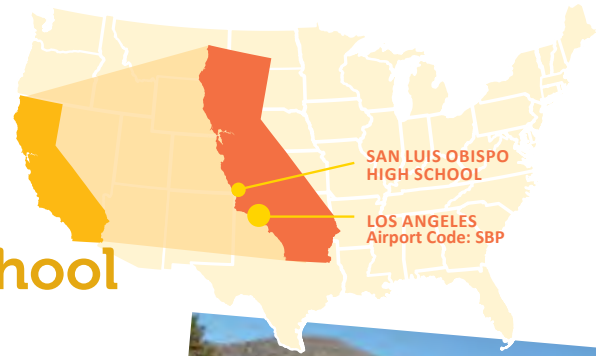 SAN LUIS OBISPO
HIGH SCHOOL
LOS ANGELES
Airport Code: SBP
hool